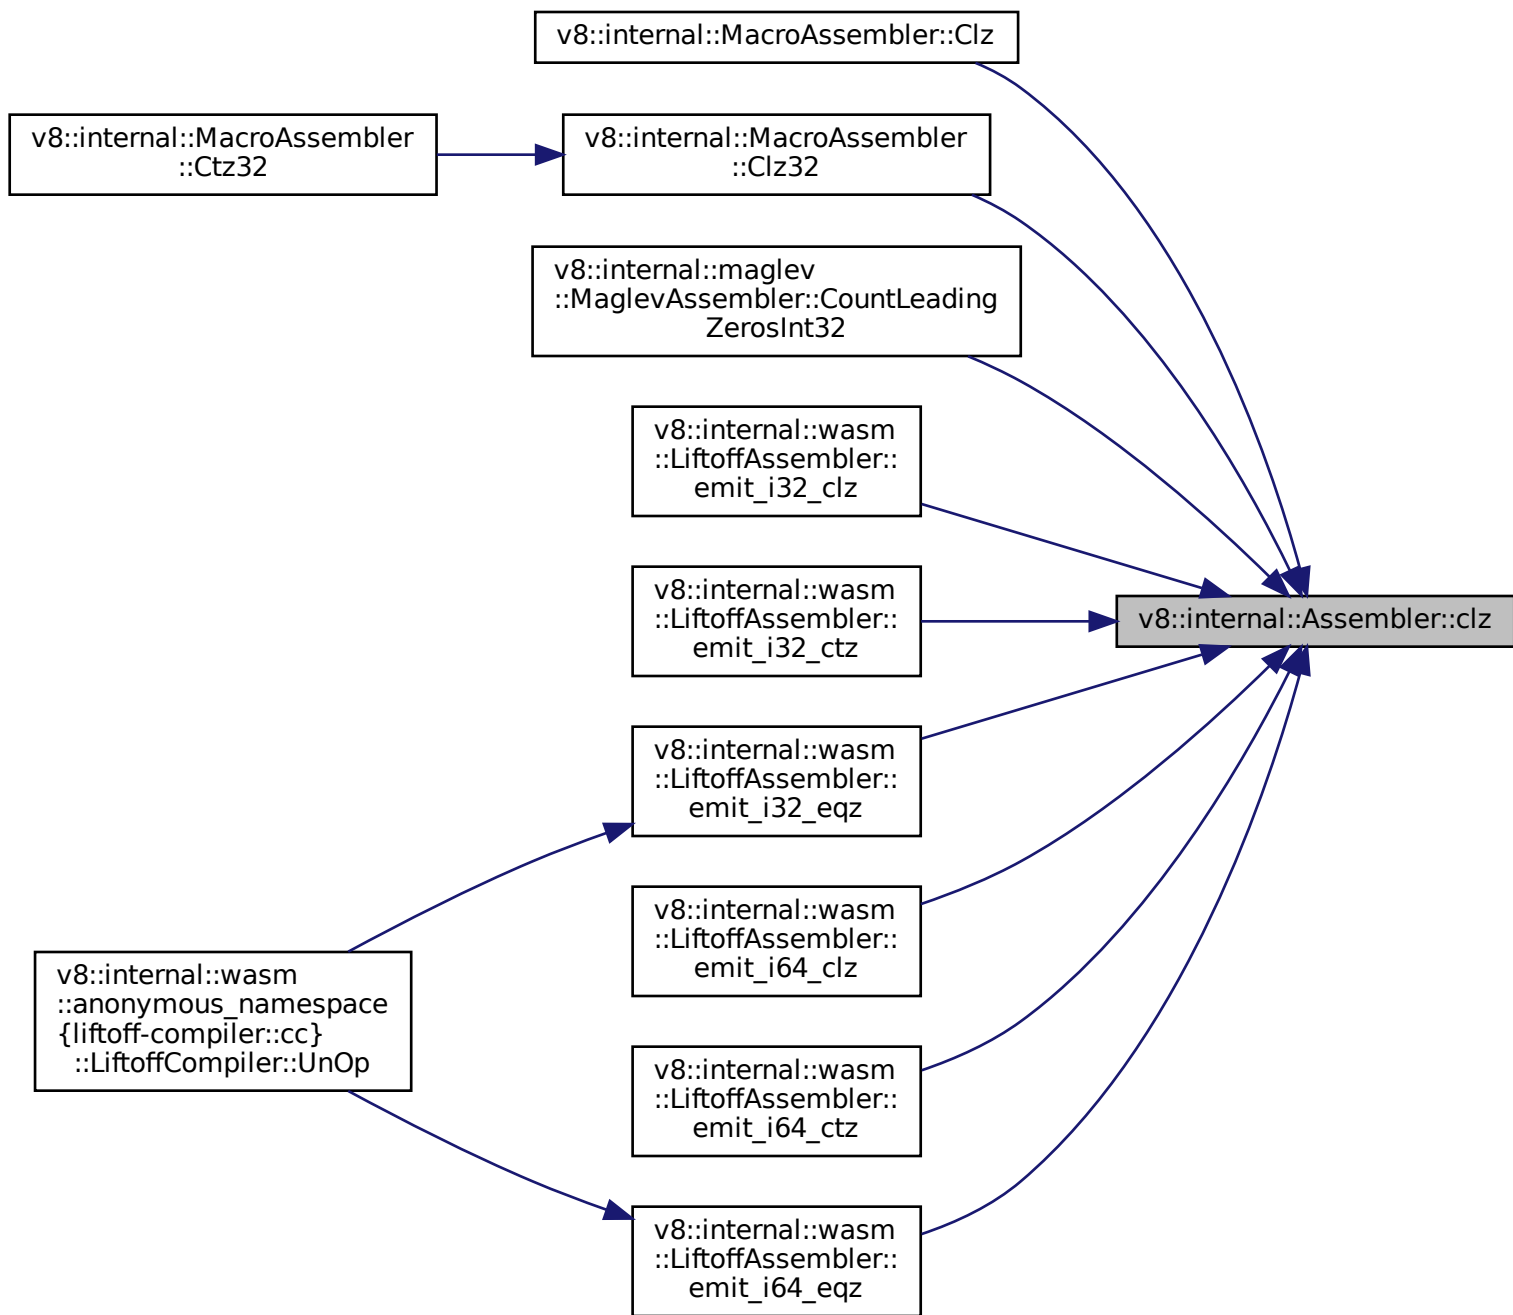 v8::internal::MacroAssembler::Clz
v8::internal::MacroAssembler
::Ctz32
v8::internal::MacroAssembler
::Clz32
v8::internal::maglev
::MaglevAssembler::CountLeading
ZerosInt32
v8::internal::wasm
::LiftoffAssembler::
emit_i32_clz
v8::internal::wasm
::LiftoffAssembler::
emit_i32_ctz
v8::internal::Assembler::clz
v8::internal::wasm
::LiftoffAssembler::
emit_i32_eqz
v8::internal::wasm
::LiftoffAssembler::
emit_i64_clz
v8::internal::wasm
::anonymous_namespace
{liftoff-compiler::cc}
::LiftoffCompiler::UnOp
v8::internal::wasm
::LiftoffAssembler::
emit_i64_ctz
v8::internal::wasm
::LiftoffAssembler::
emit_i64_eqz